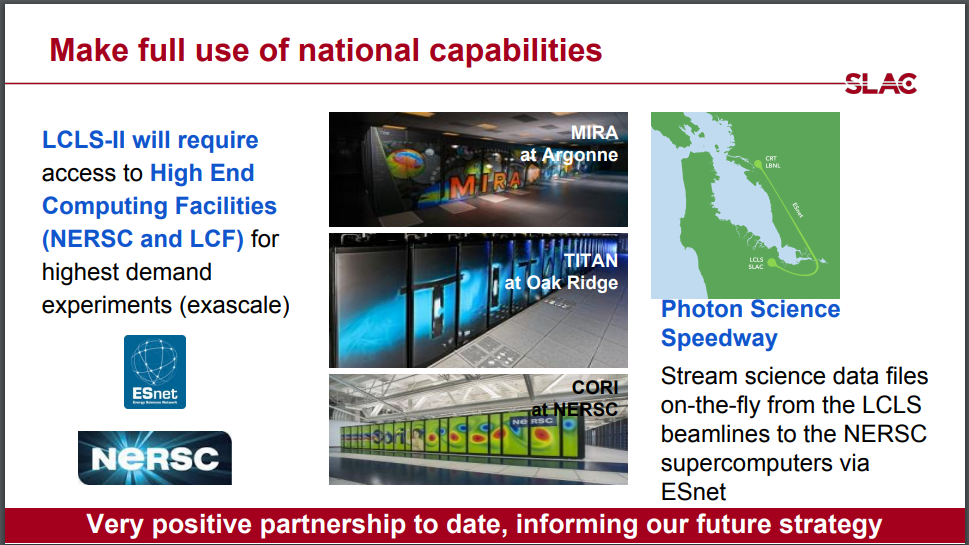 Make full use of national capabilities
SLAC
LCLS-II will require
access to High End
Computing Facilities
(NERSC and LCF) for
highest demand
experiments (exascale)
ESnet
Energy Sciences Network
NERSC
MIRA
at Argonne
MIRA
TITAN
at Oak Ridge
TITAN
CORI
at NERSC
Cori
NERSC
CRT
LBNL
ESnet
LCLS
SLAC
Photon Science
Speedway
Stream science data files
on-the-fly from the LCLS
beamlines to the NERSC
supercomputers via
ESnet
Very positive partnership to date, informing our future strategy